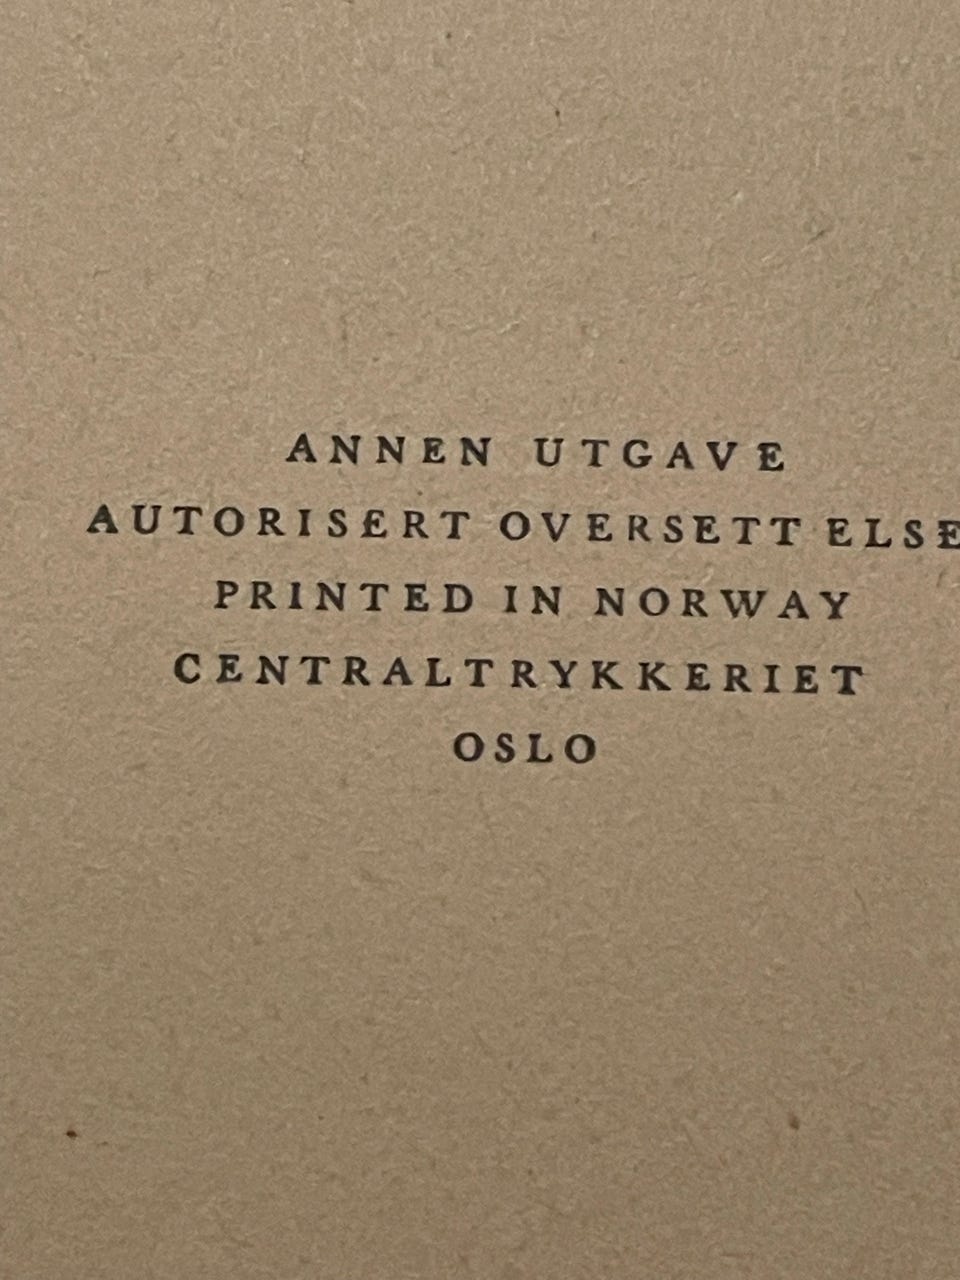 ANNEN UTGAVE
AUTORISERT OVERSETTELSE
PRINTED IN NORWAY
CENTRALTRYKKERIET
OSLO